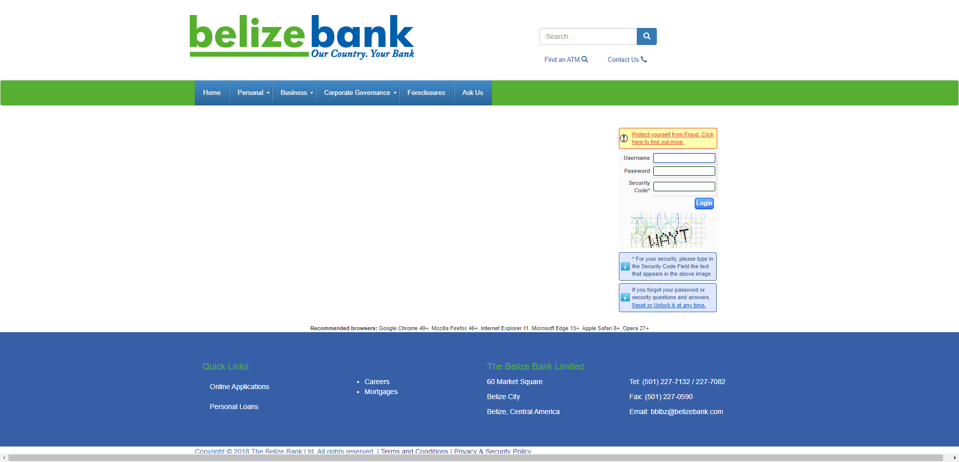 belizebank
Our Country. Your Bank
Search...
Find an ATM
Contact Us
Home
Personal
Business
Corporate Governance
Foreclosures
Ask Us
Protect yourself from Fraud. Click
here to find out more.
Username
Password
Security
Code*
Login
WAYT
* For your security, please type in
the Security Code Field the text
that appears in the above image.
If you forgot your password or
security questions and answers,
Reset or Unlock it at any time.
Recommended browsers: Google Chrome 49+, Mozilla Firefox 46+, Internet Explorer 11, Microsoft Edge 13+, Apple Safari 8+, Opera 27+
Quick Links
Online Applications
Personal Loans
Careers
Mortgages
The Belize Bank Limited
60 Market Square
Belize City
Belize, Central America
Tel: (501) 227-7132 / 227-7082
Fax: (501) 227-0590
Email: bblbz@belizebank.com
Copyright © 2018 The Belize Bank Ltd. All rights reserved. | Terms and Conditions | Privacy & Security Policy